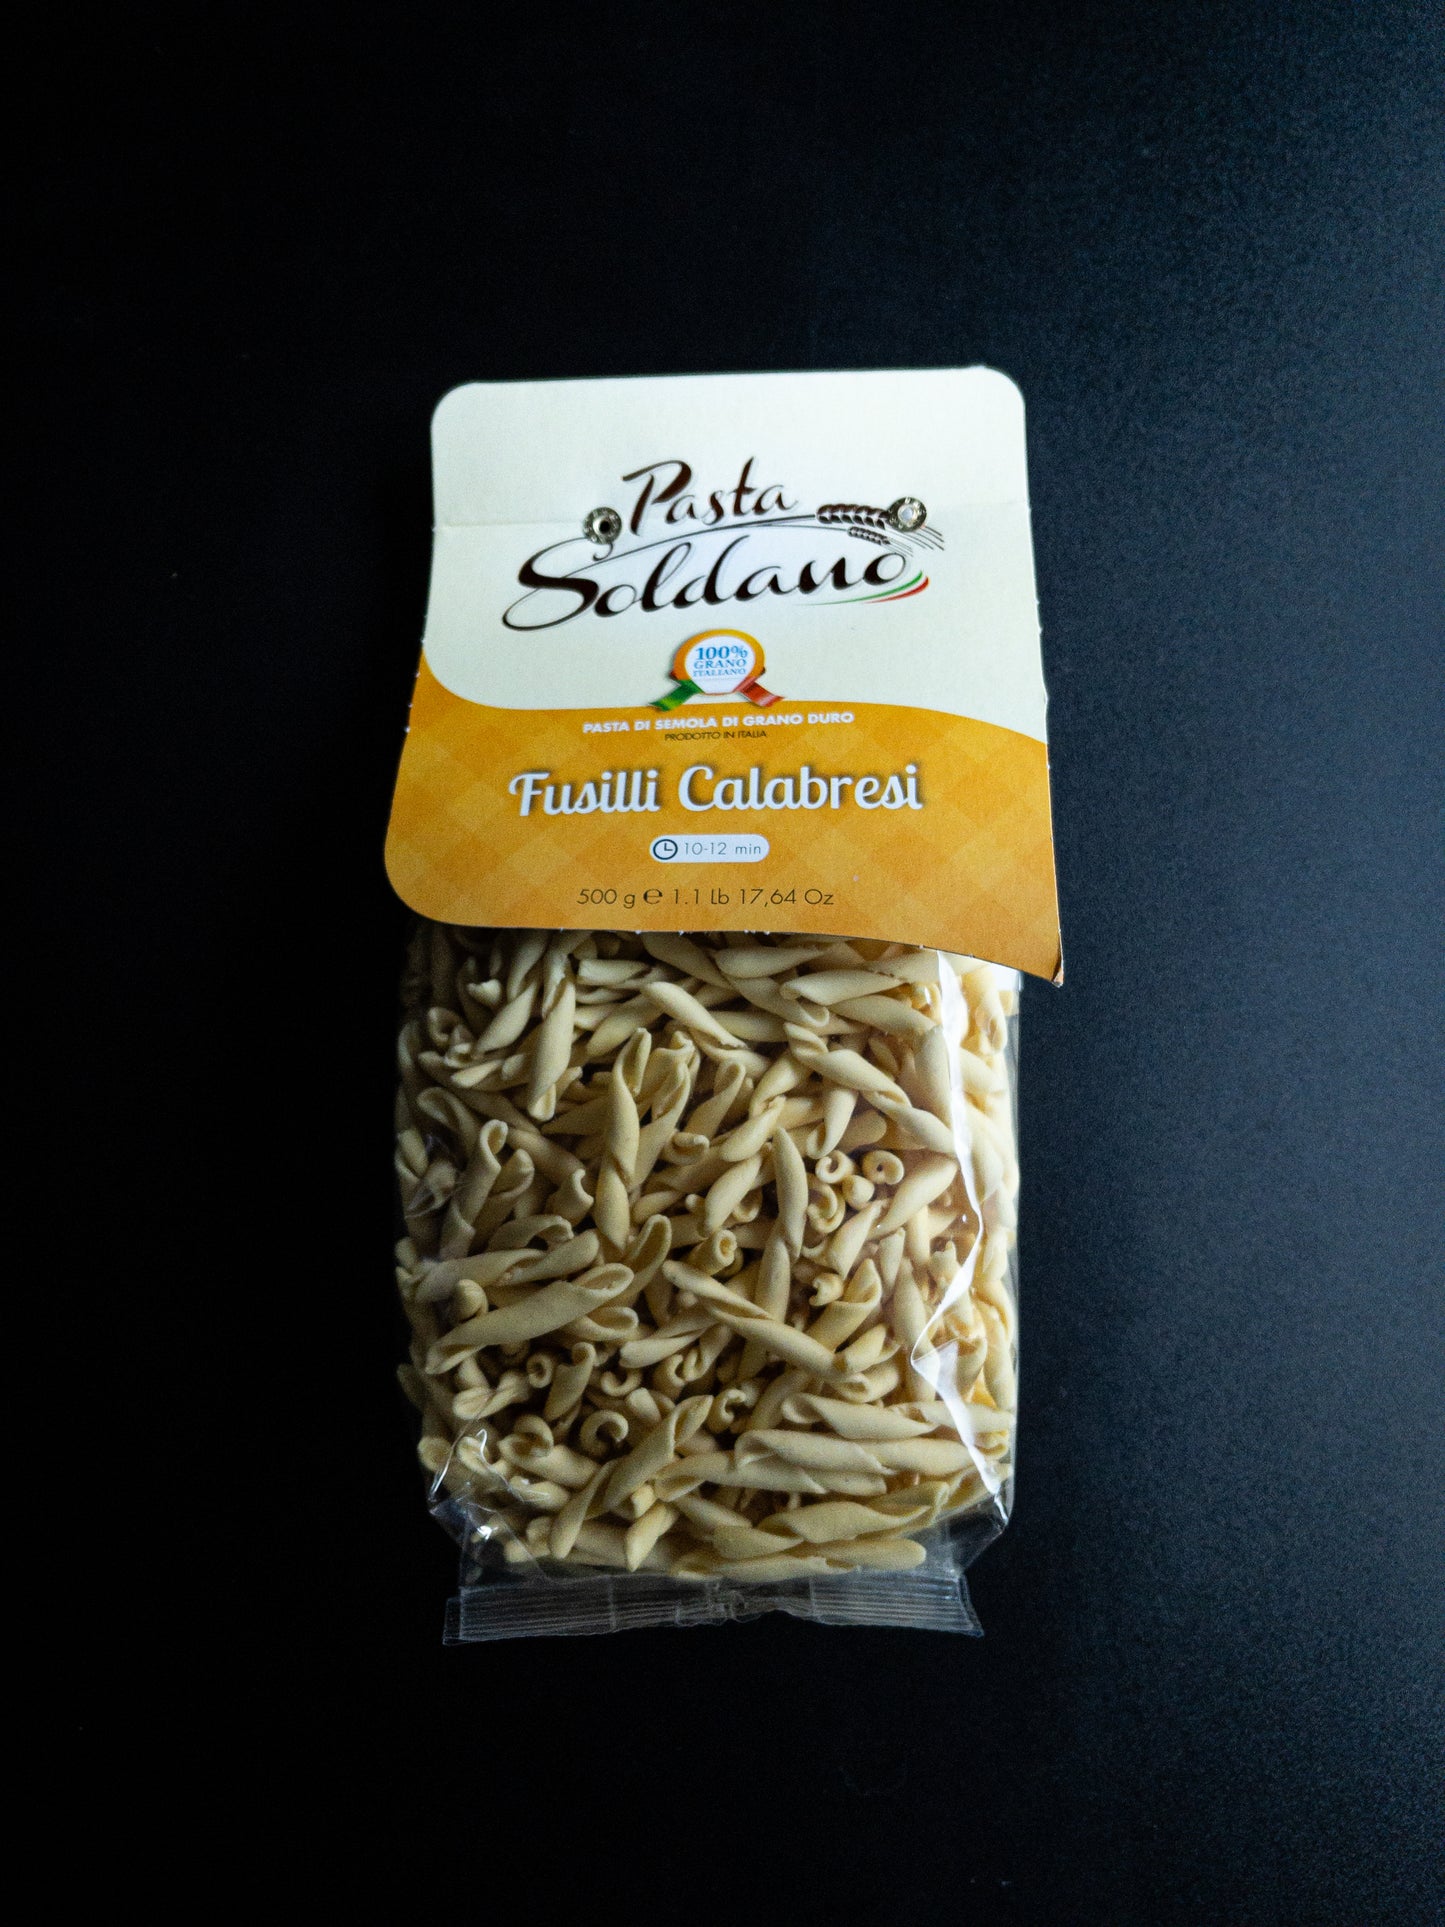 Pasta
Soldano
100%
GRANO
ITALIANO
PASTA DI SEMOLA DI GRANO DURO
PRODOTTO IN ITALIA
Fusilli Calabresi
10-12 min
500 g ℮ 1.1 Lb 17,64 Oz